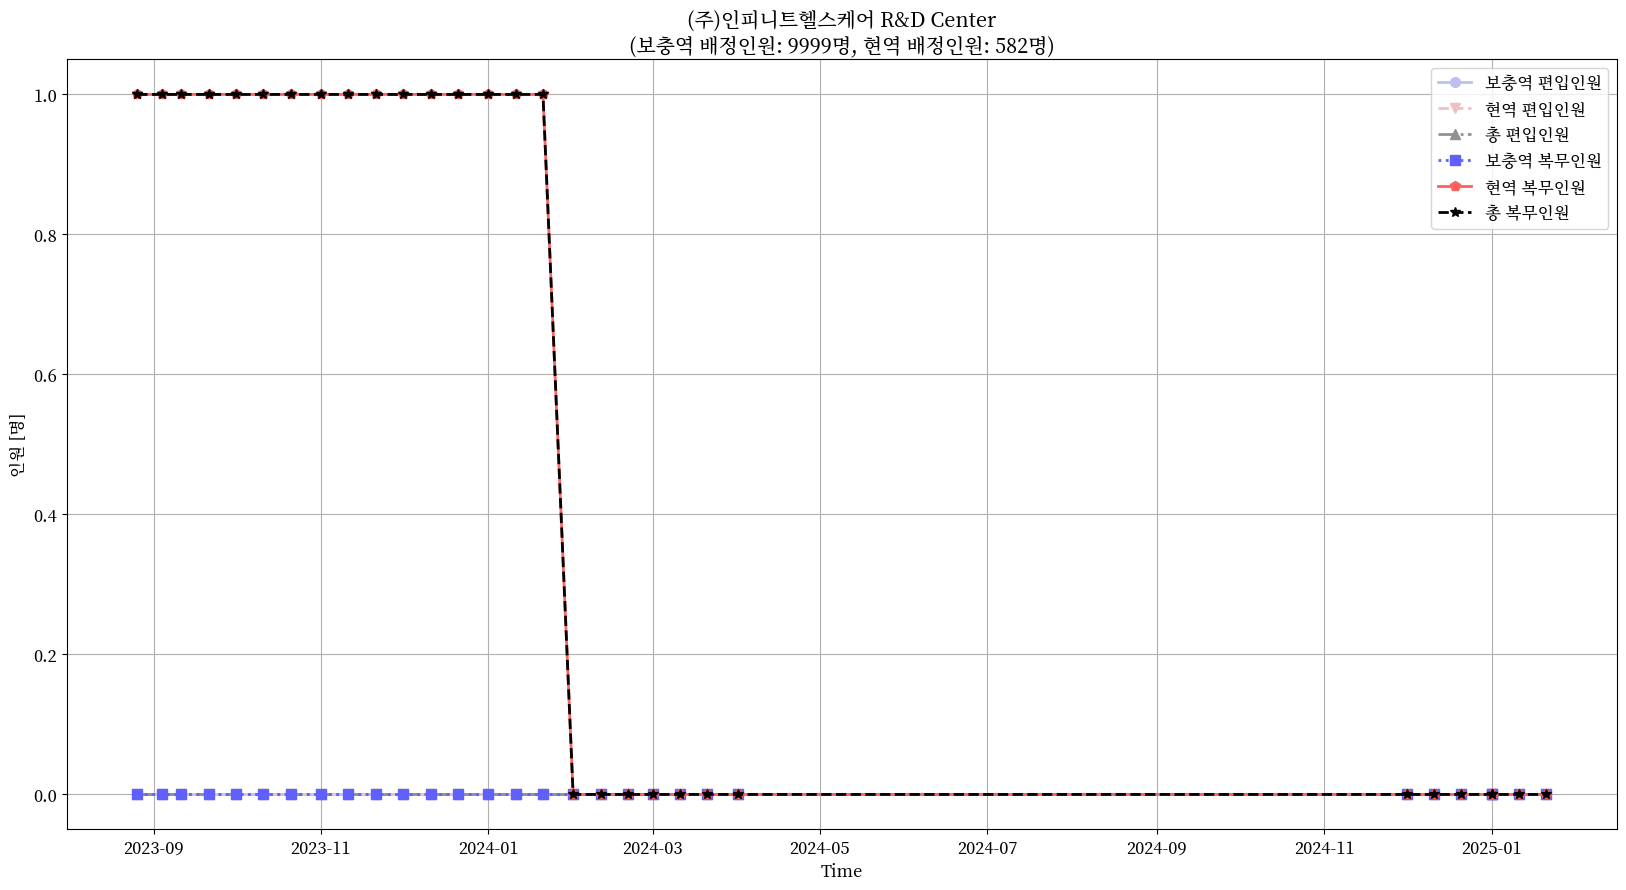 (주)인피니트헬스케어 R&D Center
(보충역 배정인원: 9999명, 현역 배정인원: 582명)
보충역 편입인원
현역 편입인원
총 편입인원
보충역 복무인원
현역 복무인원
총 복무인원
1.0
0.8
0.6
0.4
0.2
0.0
인원 [명]
2023-09
2023-11
2024-01
2024-03
2024-05
2024-07
2024-09
2024-11
2025-01
Time